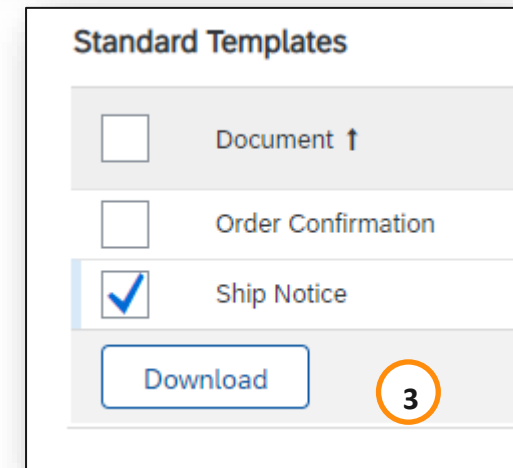 Standard Templates
Document ↑
Order Confirmation
Ship Notice
Download
3